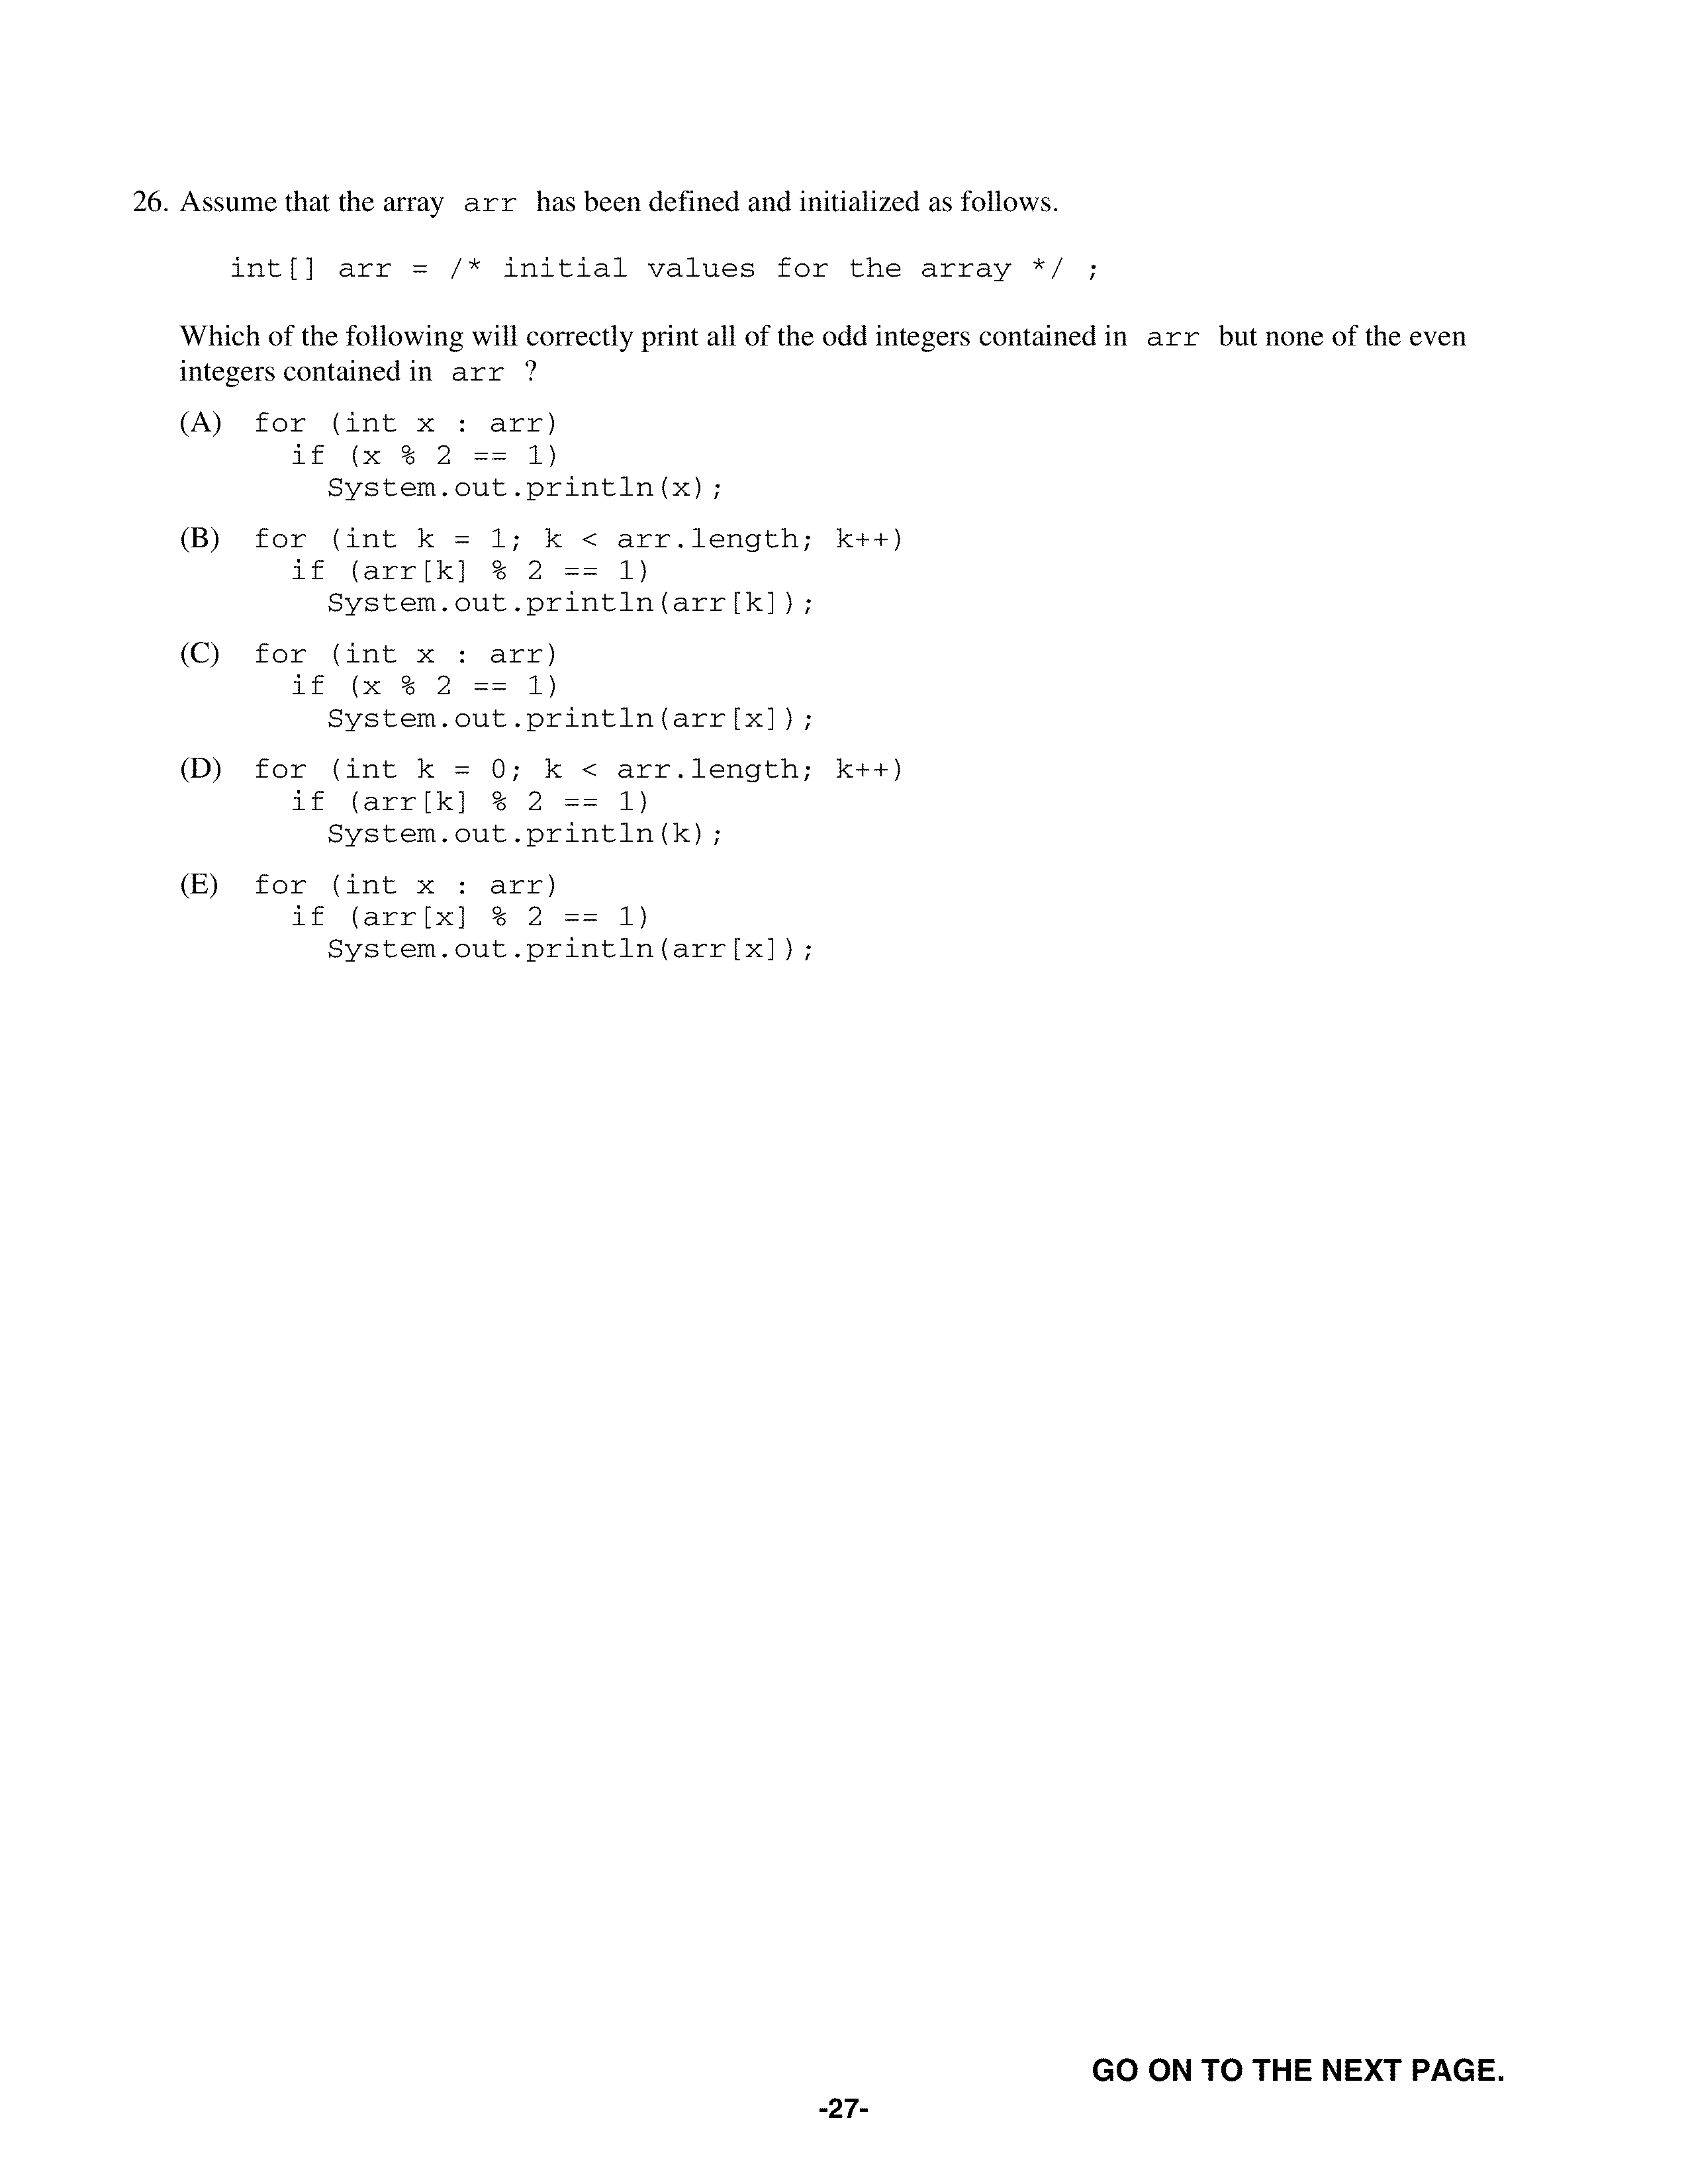 26. Assume that the array arr has been defined and initialized as follows.
int[] arr = /* initial values for the array */ ;
Which of the following will correctly print all of the odd integers contained in arr but none of the even
integers contained in arr ?
(A) for (int x : arr)
if (x % 2 == 1)
System.out.println(x);
(B) for (int k = 1; k < arr.length; k++)
if (arr[k] % 2 == 1)
System.out.println(arr[k]);
(C) for (int x : arr)
if (x % 2 == 1)
System.out.println(arr[x]);
(D) for (int k = 0; k < arr.length; k++)
if (arr[k] % 2 == 1)
System.out.println(k);
(E) for (int x : arr)
if (arr[x] % 2 == 1)
System.out.println(arr[x]);
GO ON TO THE NEXT PAGE.
-27-